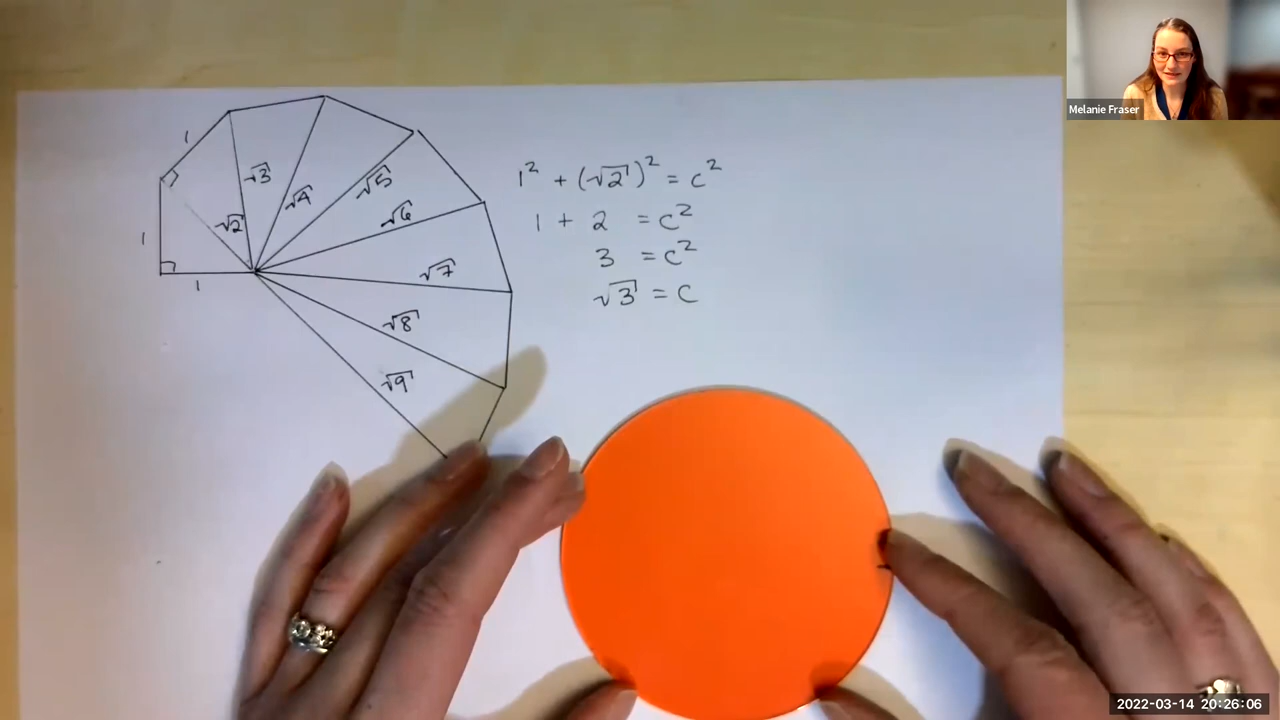 1
1
1
√2
√3
√4
√5
√6
√7
√8
√9
1² + (√2)² = c²
1 + 2 = c²
3 = c²
√3 = c
Melanie Fraser
2022-03-14 20:26:06